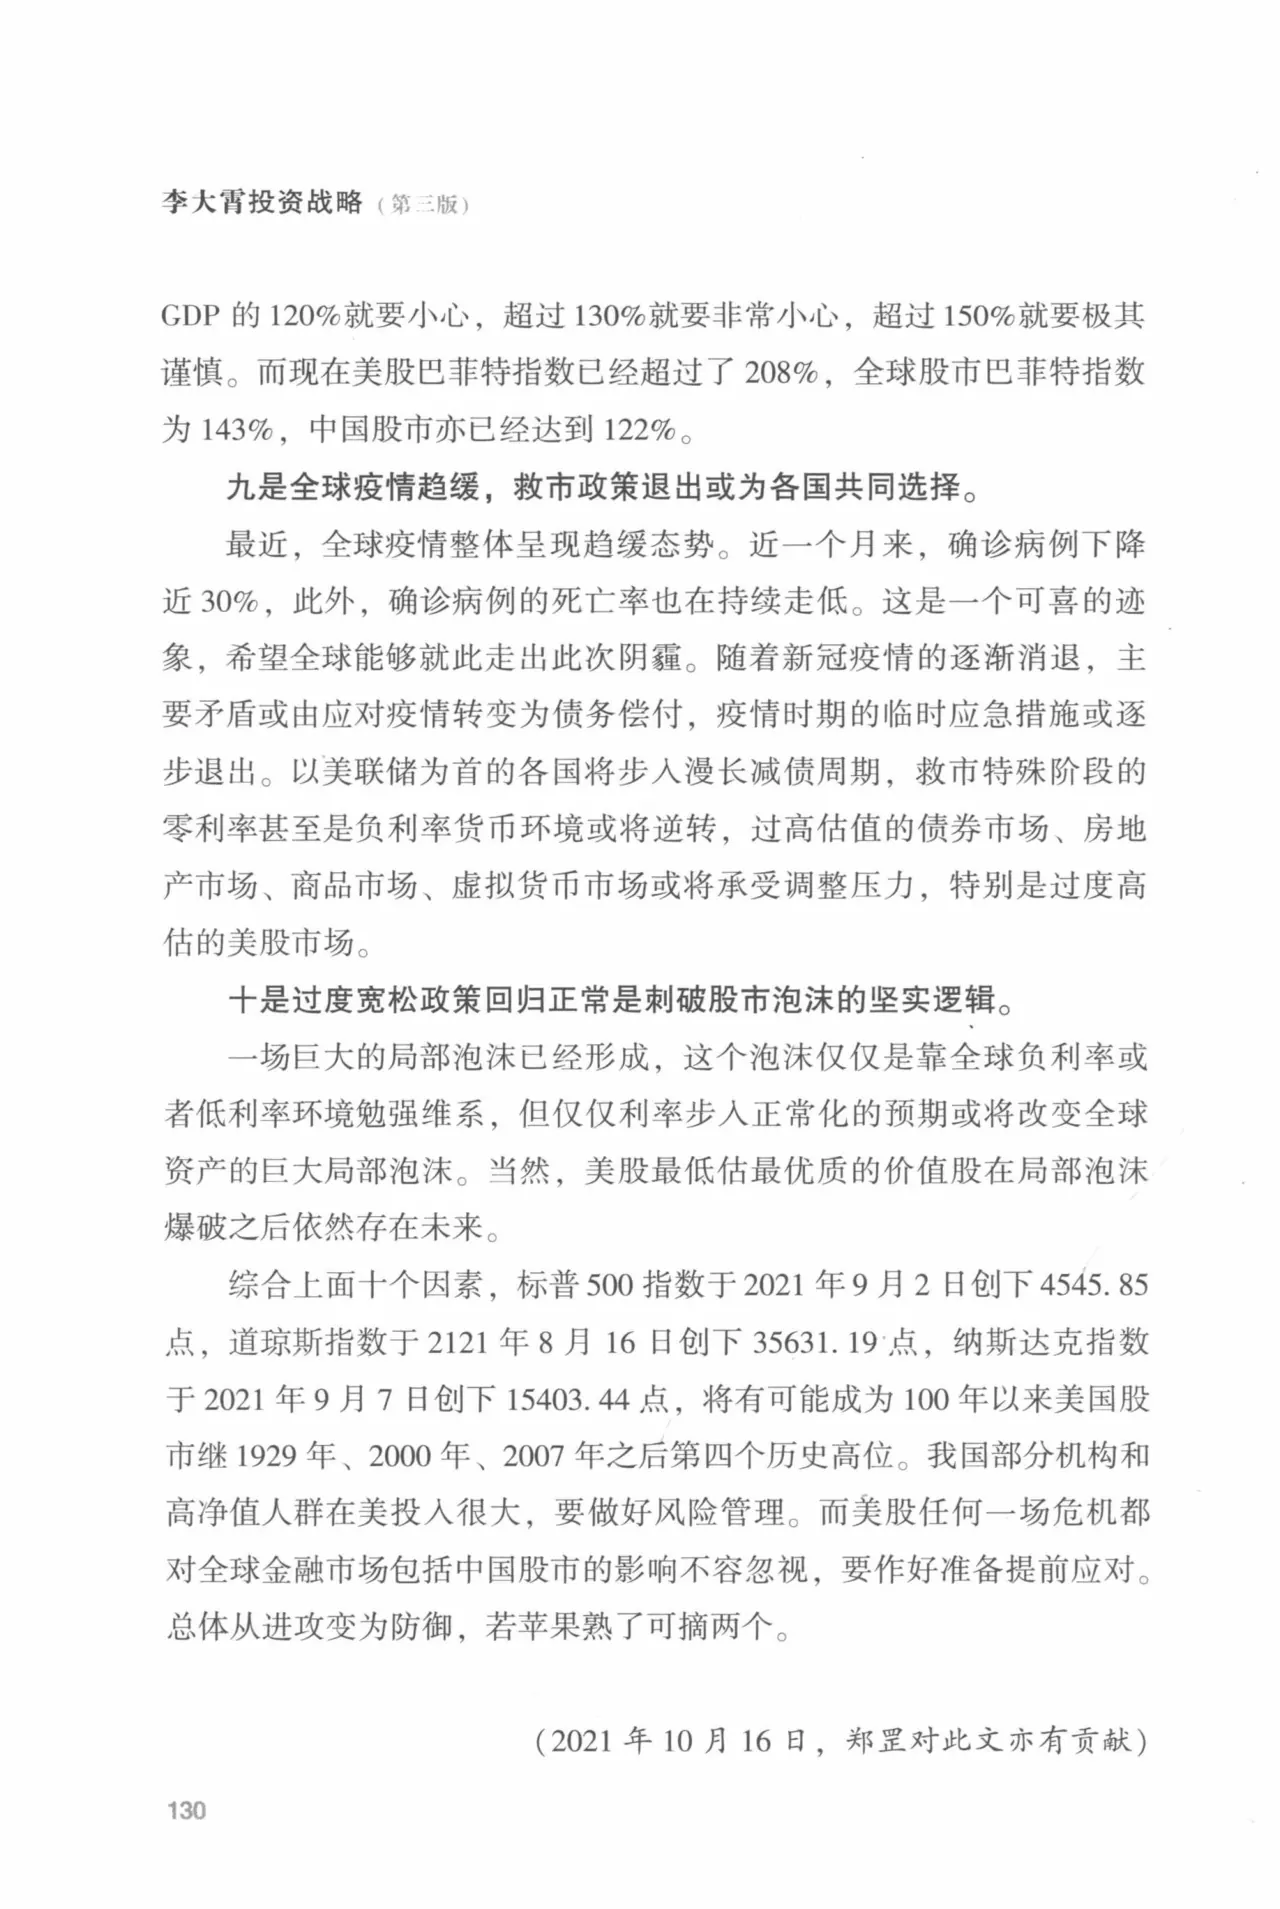 李大霄投资战略（第三版）
GDP 的 120%就要小心，超过 130%就要非常小心，超过 150%就要极其
谨慎。而现在美股巴菲特指数已经超过了 208%，全球股市巴菲特指数
为 143%，中国股市亦已经达到 122%。
九是全球疫情趋缓，救市政策退出或为各国共同选择。
最近，全球疫情整体呈现趋缓态势。近一个月来，确诊病例下降
近 30%，此外，确诊病例的死亡率也在持续走低。这是一个可喜的迹
象，希望全球能够就此走出此次阴霾。随着新冠疫情的逐渐消退，主
要矛盾或由应对疫情转变为债务偿付，疫情时期的临时应急措施或逐
步退出。以美联储为首的各国将步入漫长减债周期，救市特殊阶段的
零利率甚至是负利率货币环境或将逆转，过高估值的债券市场、房地
产市场、商品市场、虚拟货币市场或将承受调整压力，特别是过度高
估的美股市场。
十是过度宽松政策回归正常是刺破股市泡沫的坚实逻辑。
一场巨大的局部泡沫已经形成，这个泡沫仅仅是靠全球负利率或
者低利率环境勉强维系，但仅仅利率步入正常化的预期或将改变全球
资产的巨大局部泡沫。当然，美股最低估最优质的价值股在局部泡沫
爆破之后依然存在未来。
综合上面十个因素，标普 500 指数于 2021 年 9 月 2 日创下 4545.85
点，道琼斯指数于 2121 年 8 月 16 日创下 35631.19 点，纳斯达克指数
于 2021 年 9 月 7 日创下 15403.44 点，将有可能成为 100 年以来美国股
市继 1929 年、2000 年、2007 年之后第四个历史高位。我国部分机构和
高净值人群在美投入很大，要做好风险管理。而美股任何一场危机都
对全球金融市场包括中国股市的影响不容忽视，要作好准备提前应对。
总体从进攻变为防御，若苹果熟了可摘两个。
（2021 年 10 月 16 日，郑罡对此文亦有贡献）
130